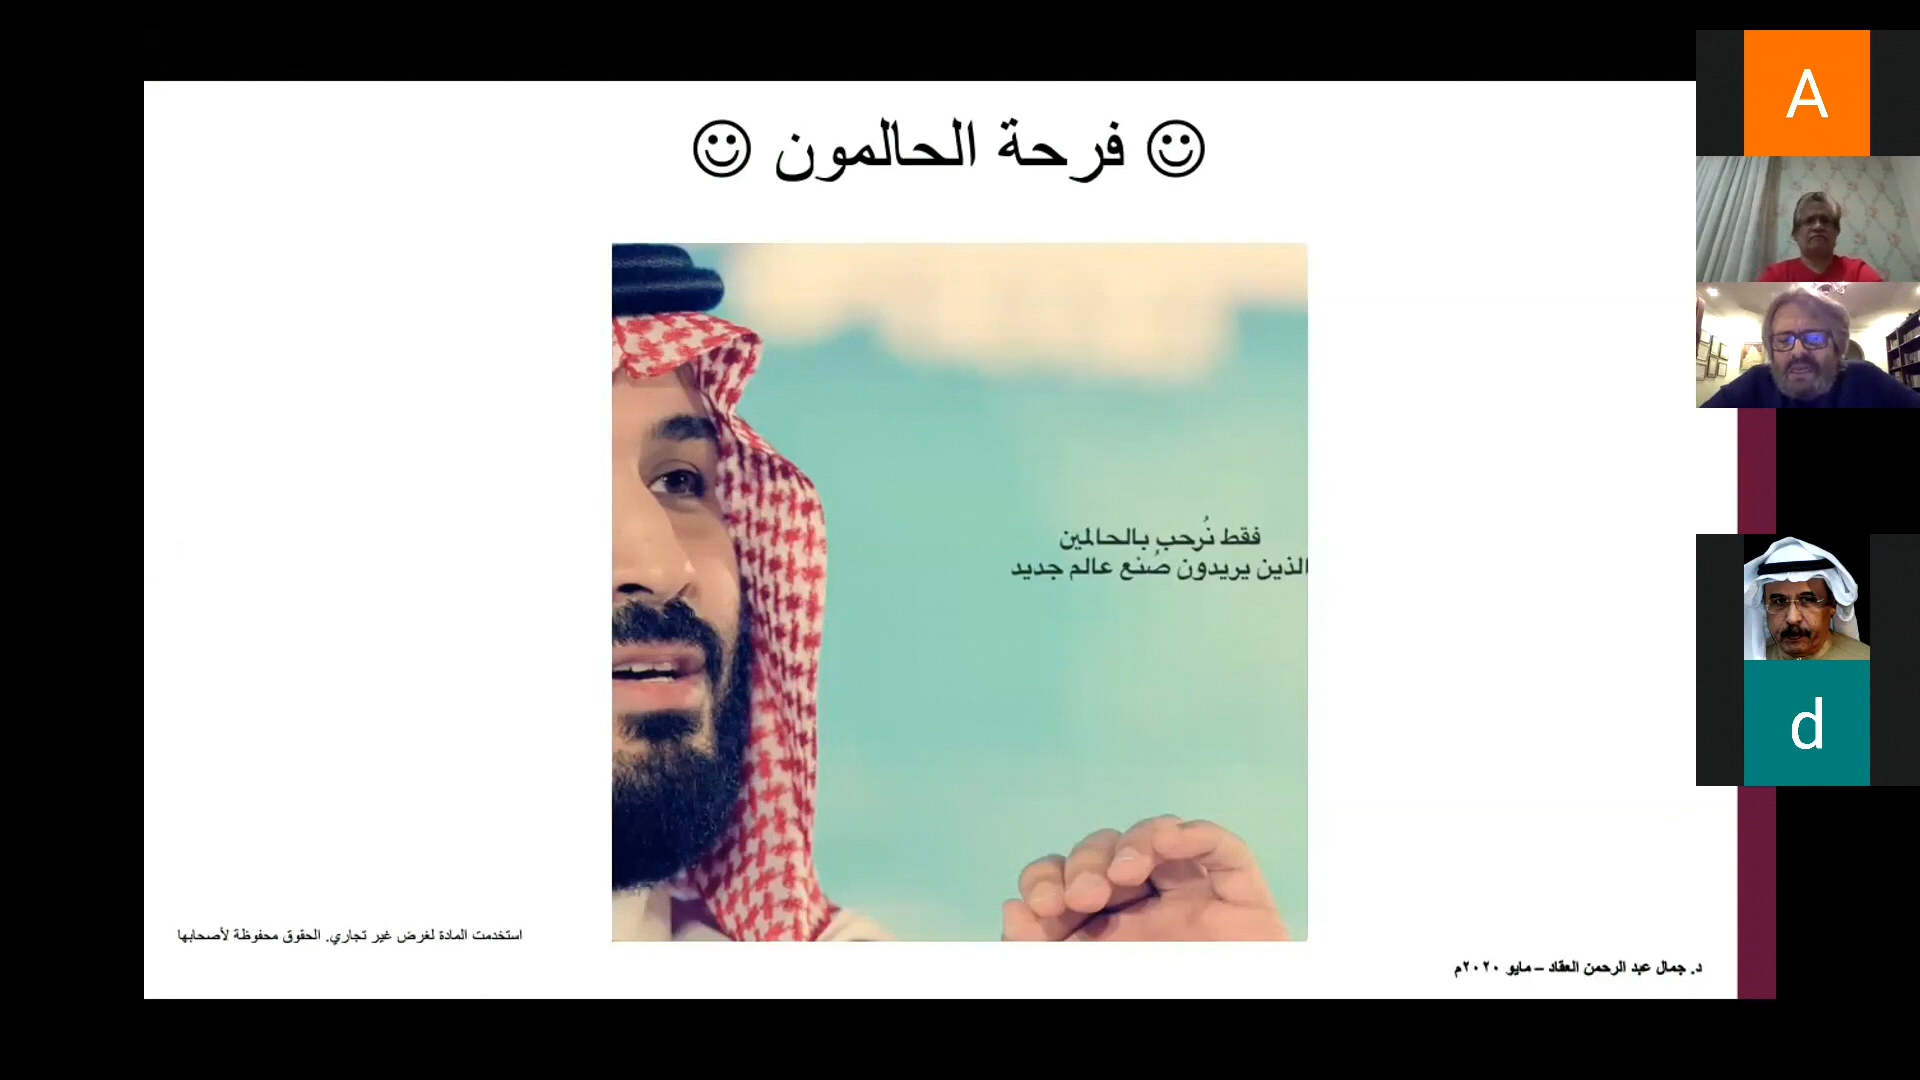 ☺ فرحة الحالمون ☺
فقط نُرحب بالحالمين
الذين يريدون صُنع عالم جديد
استخدمت المادة لغرض غير تجاري. الحقوق محفوظة لأصحابها
د. جمال عبد الرحمن العقاد – مايو ٢٠٢٠م
A
d